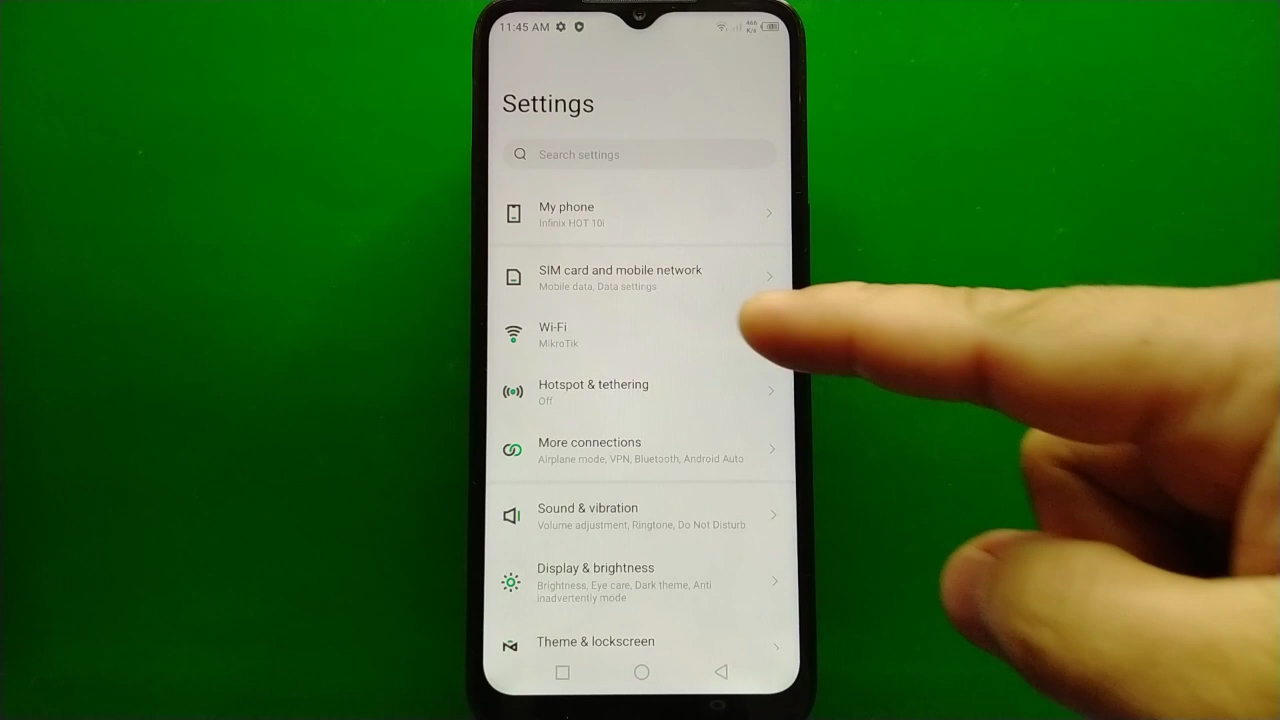 11:45 AM
466
K/s
Settings
Search settings
My phone
Infinix HOT 10i
SIM card and mobile network
Mobile data, Data settings
Wi-Fi
MikroTik
Hotspot & tethering
Off
More connections
Airplane mode, VPN, Bluetooth, Android Auto
Sound & vibration
Volume adjustment, Ringtone, Do Not Disturb
Display & brightness
Brightness, Eye care, Dark theme, Anti
inadvertently mode
Theme & lockscreen